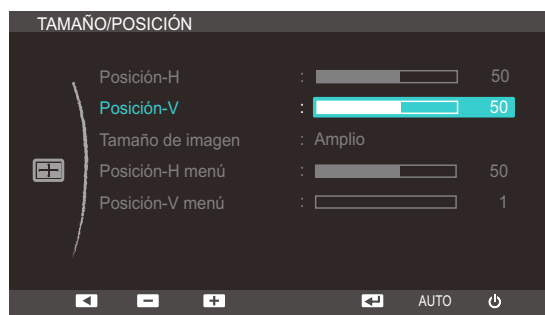 TAMAÑO/POSICIÓN
Posición-H : 50
Posición-V : 50
Tamaño de imagen : Amplio
Posición-H menú : 50
Posición-V menú : 1
AUTO